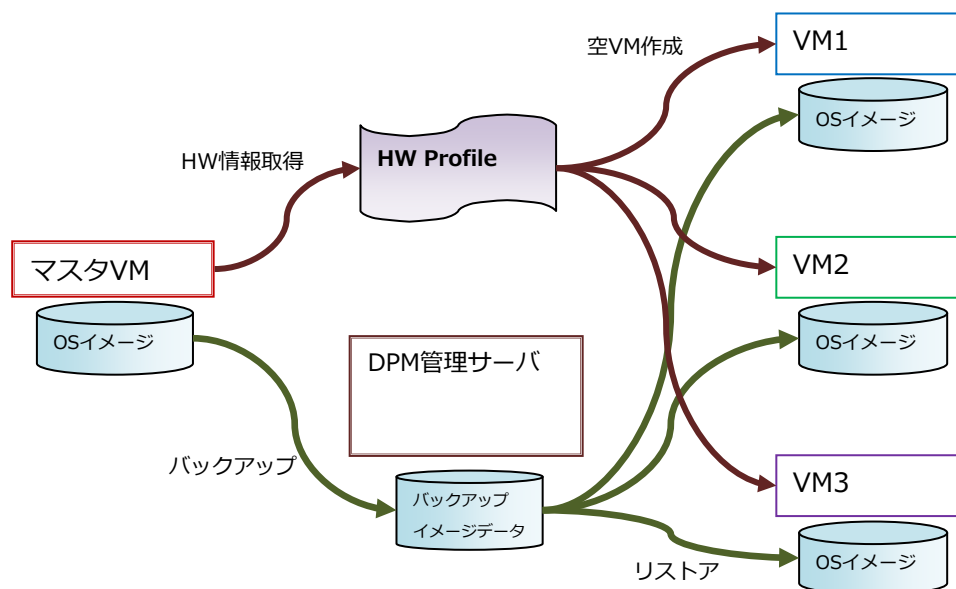 空VM作成
VM1
OSイメージ
HW Profile
HW情報取得
マスタVM
OSイメージ
VM2
OSイメージ
DPM管理サーバ
バックアップ
バックアップ
イメージデータ
VM3
OSイメージ
リストア